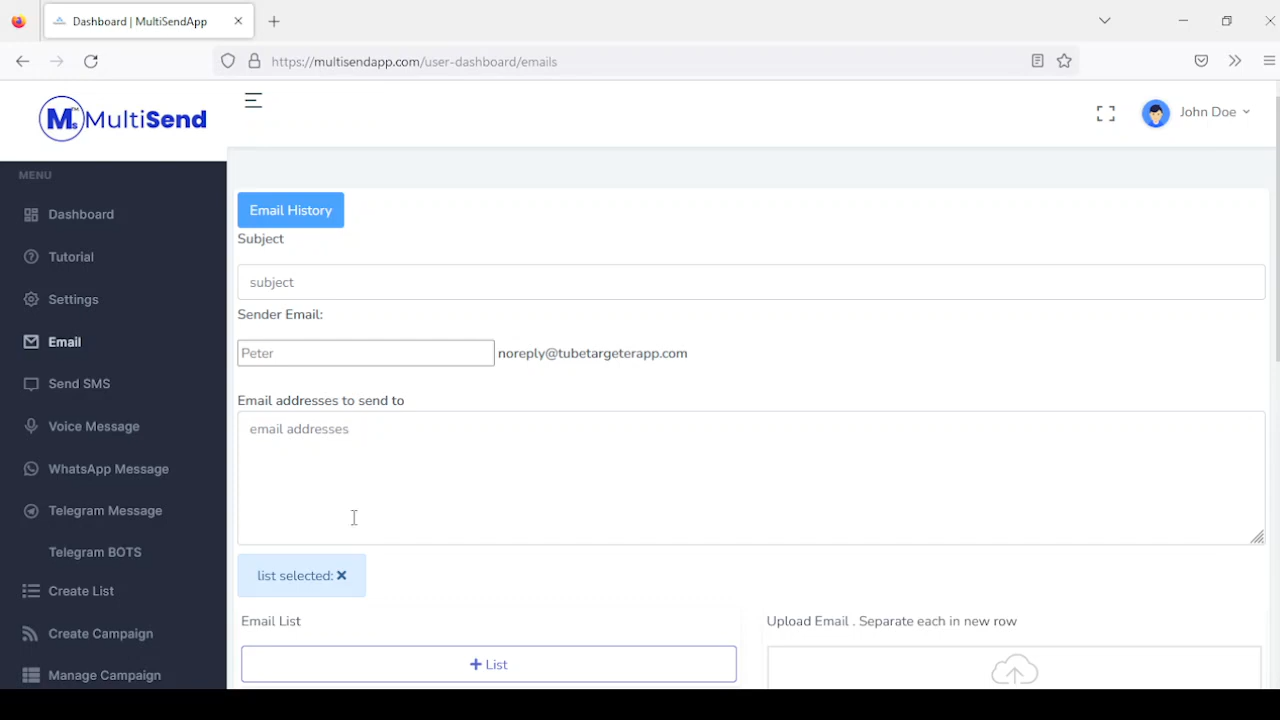 Dashboard | MultiSendApp
https://multisendapp.com/user-dashboard/emails
Ms MultiSend
John Doe
MENU
Dashboard
Tutorial
Settings
Email
Send SMS
Voice Message
WhatsApp Message
Telegram Message
Telegram BOTS
Create List
Create Campaign
Manage Campaign
Email History
Subject
subject
Sender Email:
Peter noreply@tubetargeterapp.com
Email addresses to send to
email addresses
list selected:
Email List
+ List
Upload Email . Separate each in new row